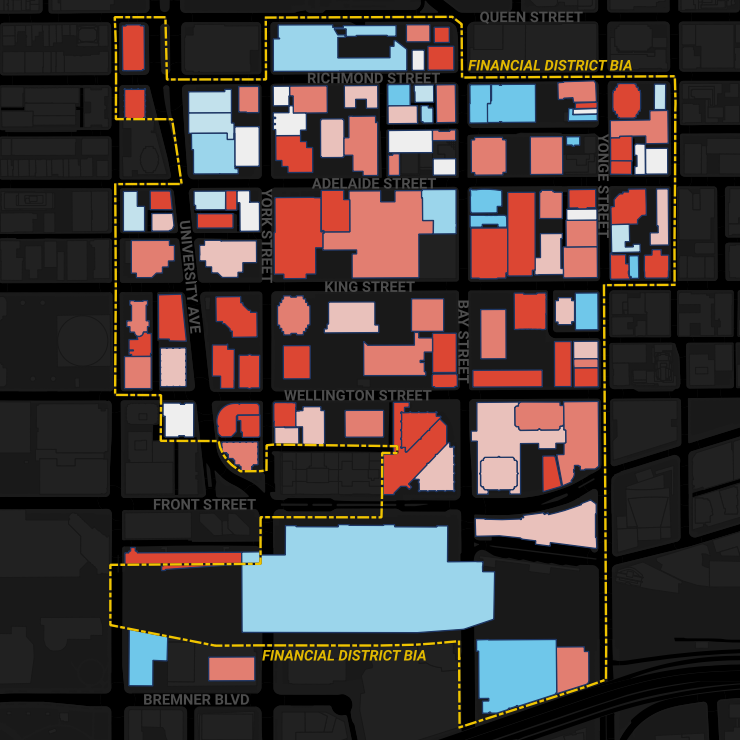 QUEEN STREET
FINANCIAL DISTRICT BIA
RICHMOND STREET
YONGE STREET
ADELAIDE STREET
YORK STREET
UNIVERSITY AVE
KING STREET
BAY STREET
WELLINGTON STREET
FRONT STREET
FINANCIAL DISTRICT BIA
BREMNER BLVD